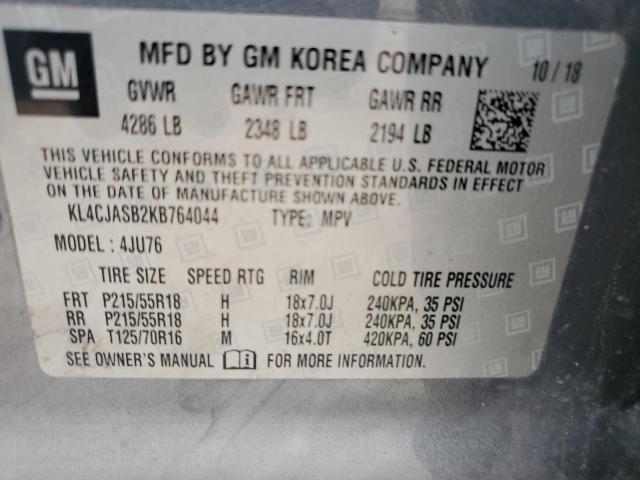 GM MFD BY GM KOREA COMPANY 10/18
GVWR GAWR FRT GAWR RR
4286 LB 2348 LB 2194 LB
THIS VEHICLE CONFORMS TO ALL APPLICABLE U.S. FEDERAL MOTOR
VEHICLE SAFETY AND THEFT PREVENTION STANDARDS IN EFFECT
ON THE DATE OF MANUFACTURE SHOWN ABOVE.
KL4CJASB2KB764044 TYPE: MPV
MODEL : 4JU76
TIRE SIZE SPEED RTG RIM COLD TIRE PRESSURE
FRT P215/55R18 H 18x7.0J 240KPA, 35 PSI
RR P215/55R18 H 18x7.0J 240KPA, 35 PSI
SPA T125/70R16 M 16x4.0T 420KPA, 60 PSI
SEE OWNER'S MANUAL i FOR MORE INFORMATION.